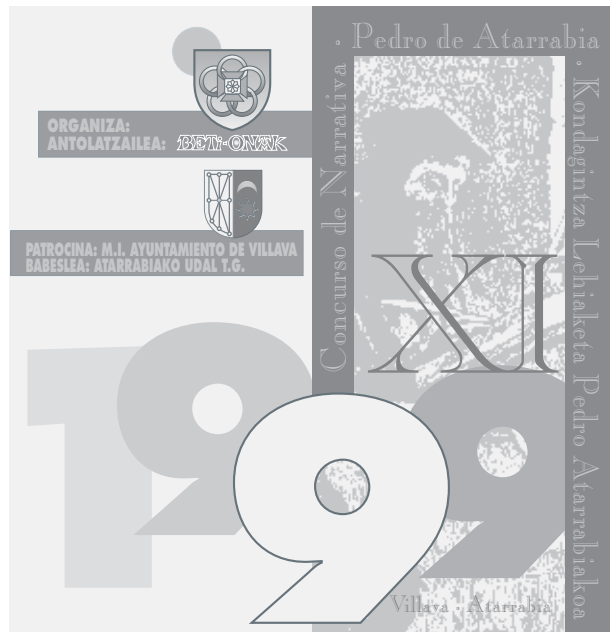 ORGANIZA:
ANTOLATZAILEA: BETi-ONAK
PATROCINA: M.I. AYUNTAMIENTO DE VILLAVA
BABESLEA: ATARRABIAKO UDAL T.G.
Concurso de Narrativa · Pedro de Atarrabia
· Kondagintza Lehiaketa Pedro Atarrabiakoa
XI
1999
Villava · Atarrabia